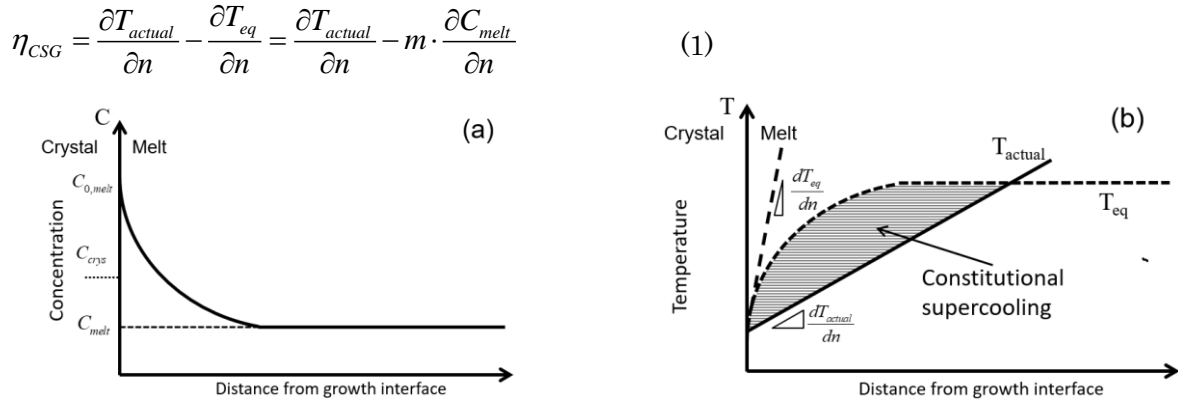 η_CSG = ∂T_actual/∂n − ∂T_eq/∂n = ∂T_actual/∂n − m · ∂C_melt/∂n (1)
C
(a)
Crystal Melt
C_0,melt
C_crys
C_melt
Concentration
Distance from growth interface
T
(b)
Crystal Melt
T_actual
dT_eq/dn
T_eq
Temperature
Constitutional
supercooling
dT_actual/dn
Distance from growth interface